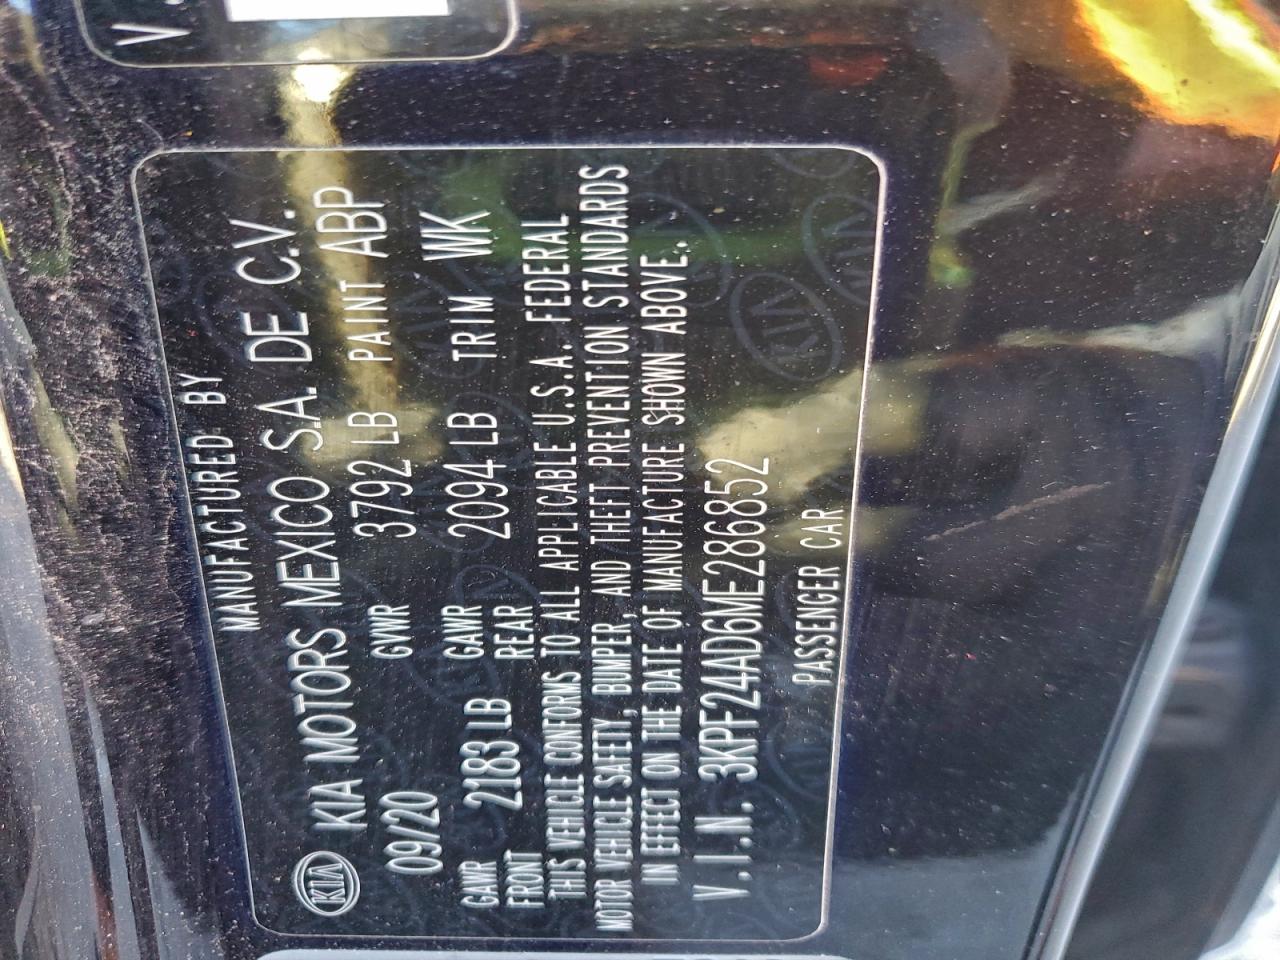 V.
MANUFACTURED BY
KIA KIA MOTORS MEXICO S.A. DE C.V.
09/20 GVWR 3792 LB PAINT ABP
GAWR FRONT 2183 LB GAWR REAR 2094 LB TRIM WK
THIS VEHICLE CONFORMS TO ALL APPLICABLE U.S.A. FEDERAL
MOTOR VEHICLE SAFETY, BUMPER, AND THEFT PREVENTION STANDARDS
IN EFFECT ON THE DATE OF MANUFACTURE SHOWN ABOVE.
V.I.N. 3KPF24AD6ME286852
PASSENGER CAR